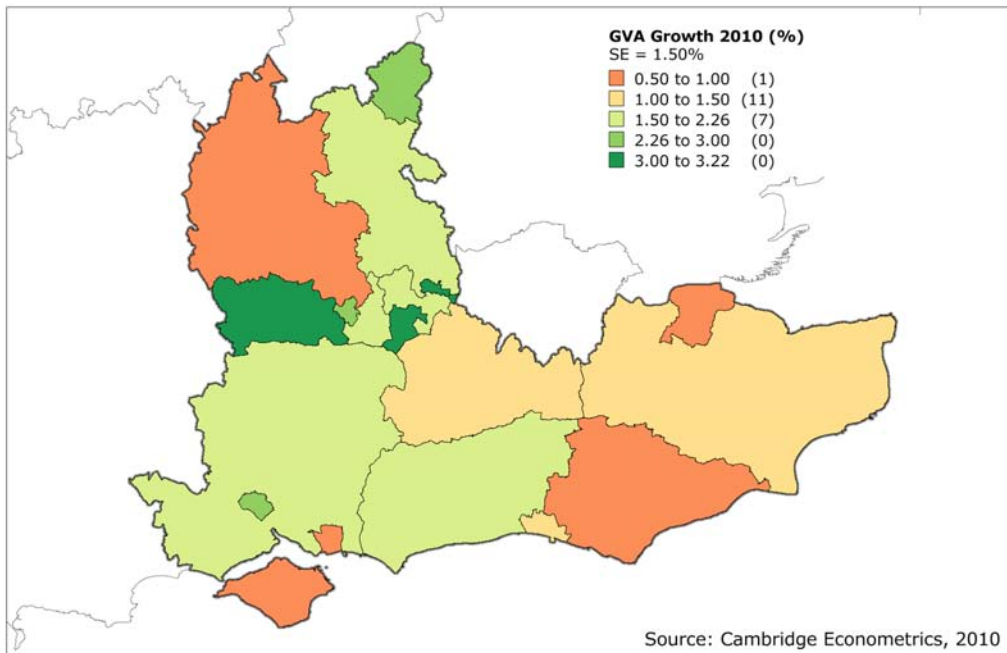 GVA Growth 2010 (%)
SE = 1.50%
0.50 to 1.00 (1)
1.00 to 1.50 (11)
1.50 to 2.26 (7)
2.26 to 3.00 (0)
3.00 to 3.22 (0)
Source: Cambridge Econometrics, 2010